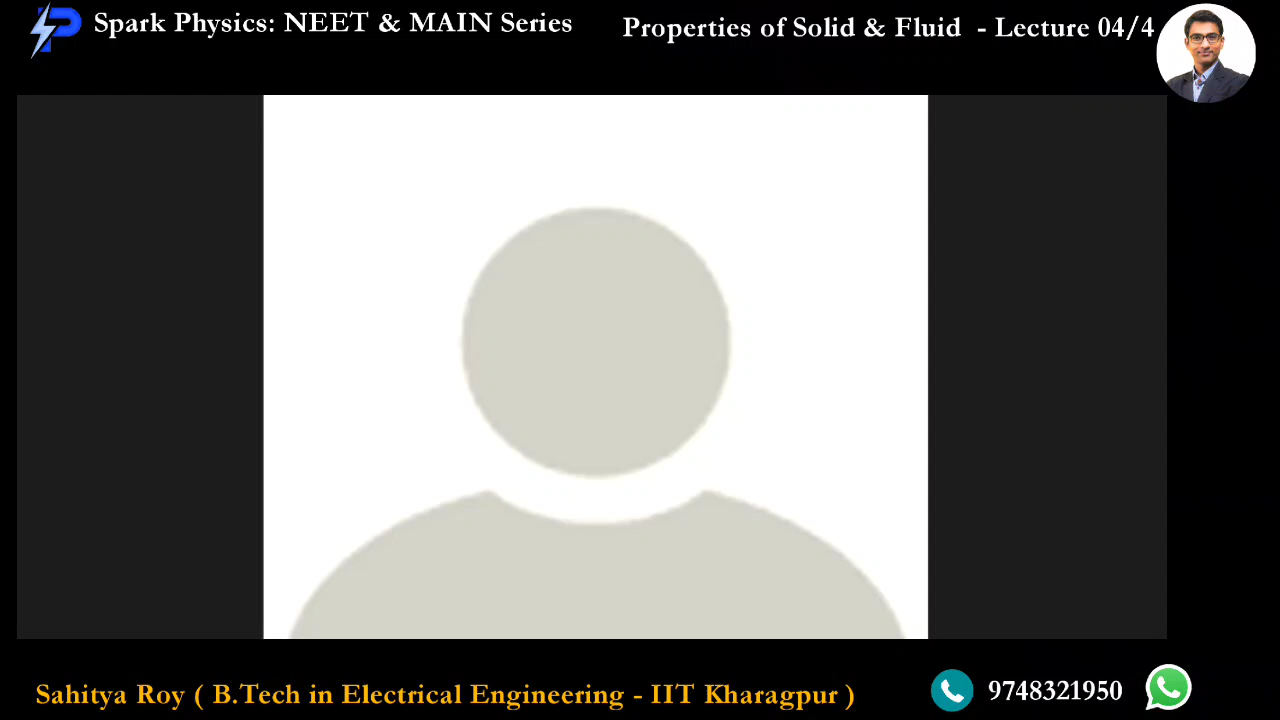 Spark Physics: NEET & MAIN Series
Properties of Solid & Fluid - Lecture 04/4
Sahitya Roy ( B.Tech in Electrical Engineering - IIT Kharagpur )
9748321950